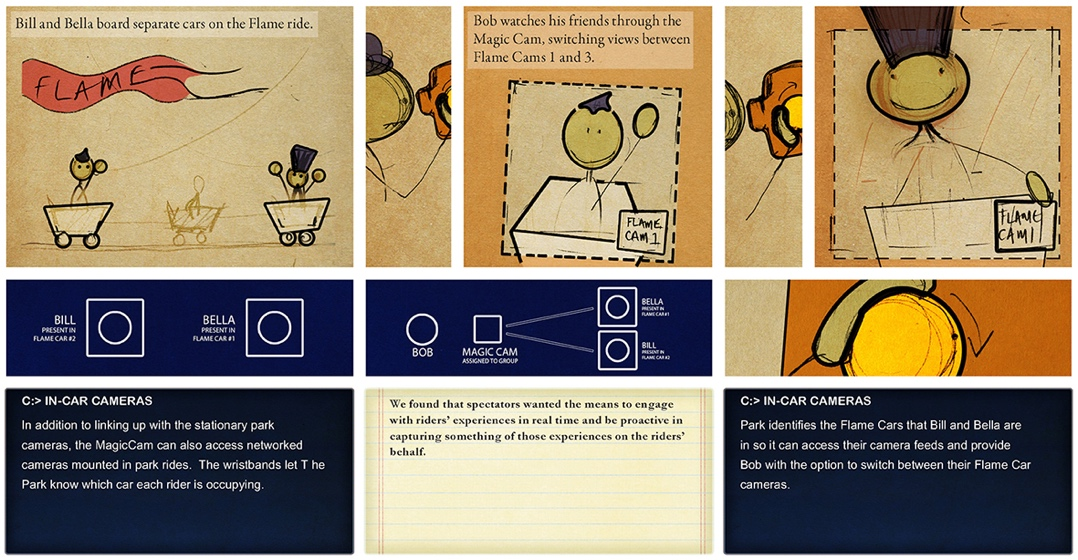 Bill and Bella board separate cars on the Flame ride.
FLAME
Bob watches his friends through the
Magic Cam, switching views between
Flame Cams 1 and 3.
FLAME
CAM 1
FLAME
CAM 1
BILL
PRESENT IN
FLAME CAR #2
BELLA
PRESENT IN
FLAME CAR #1
BOB
MAGIC CAM
ASSIGNED TO GROUP
BELLA
PRESENT IN
FLAME CAR #1
BILL
PRESENT IN
FLAME CAR #2
C:> IN-CAR CAMERAS
In addition to linking up with the stationary park
cameras, the MagicCam can also access networked
cameras mounted in park rides. The wristbands let T he
Park know which car each rider is occupying.
We found that spectators wanted the means to engage
with riders' experiences in real time and be proactive in
capturing something of those experiences on the riders'
behalf.
C:> IN-CAR CAMERAS
Park identifies the Flame Cars that Bill and Bella are
in so it can access their camera feeds and provide
Bob with the option to switch between their Flame Car
cameras.